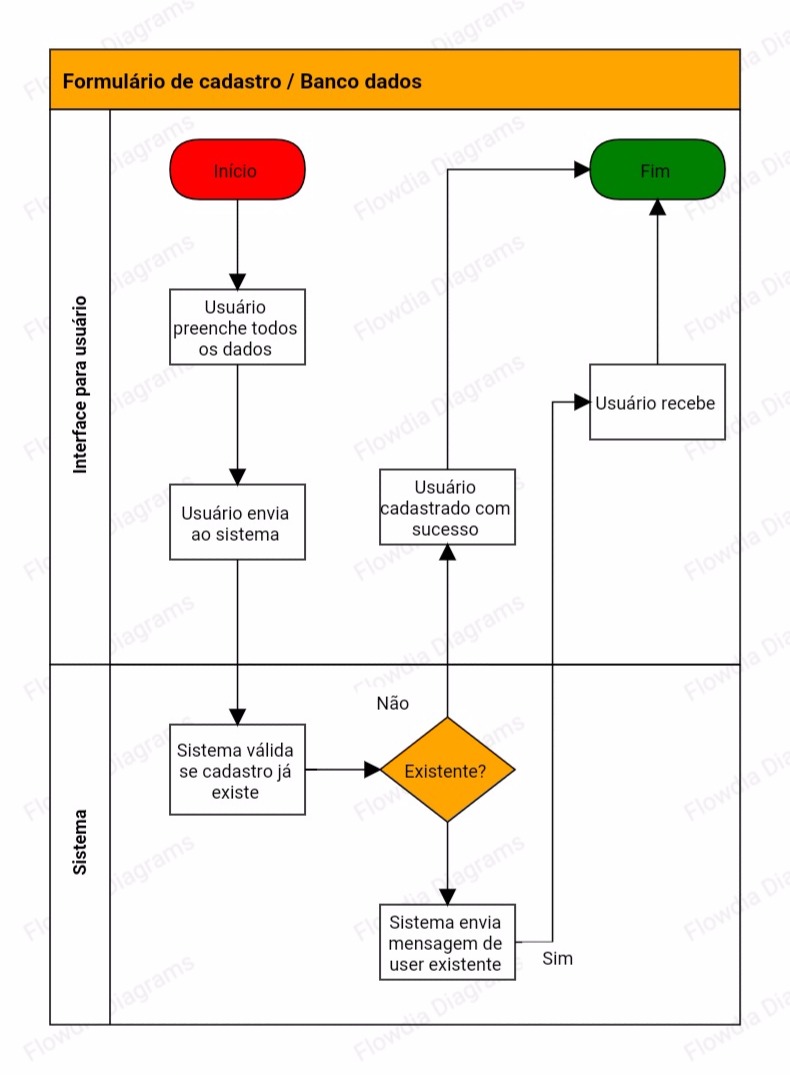 Formulário de cadastro / Banco dados
Interface para usuário
Início
Fim
Usuário
preenche todos
os dados
Usuário recebe
Usuário envia
ao sistema
Usuário
cadastrado com
sucesso
Sistema
Não
Sistema válida
se cadastro já
existe
Existente?
Sistema envia
mensagem de
user existente
Sim
Flowdia Diagrams